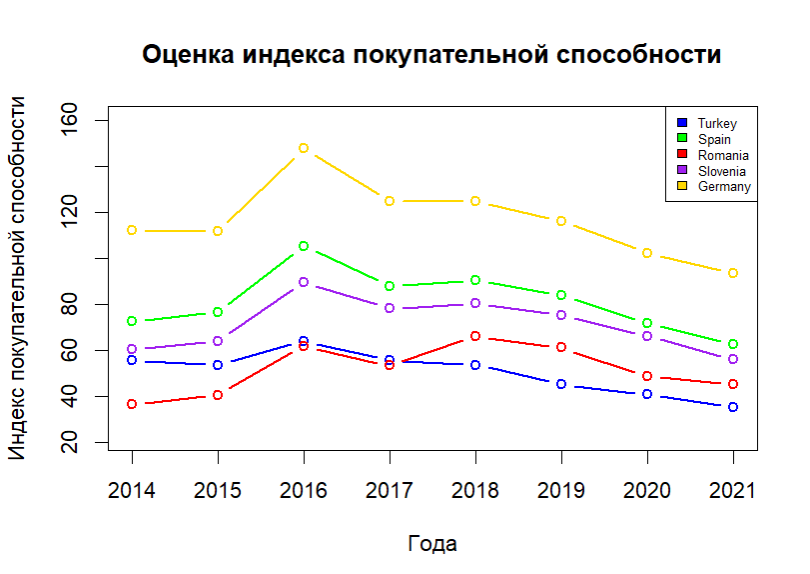 Оценка индекса покупательной способности
Индекс покупательной способности
160
120
80
60
40
20
Turkey
Spain
Romania
Slovenia
Germany
2014 2015 2016 2017 2018 2019 2020 2021
Года